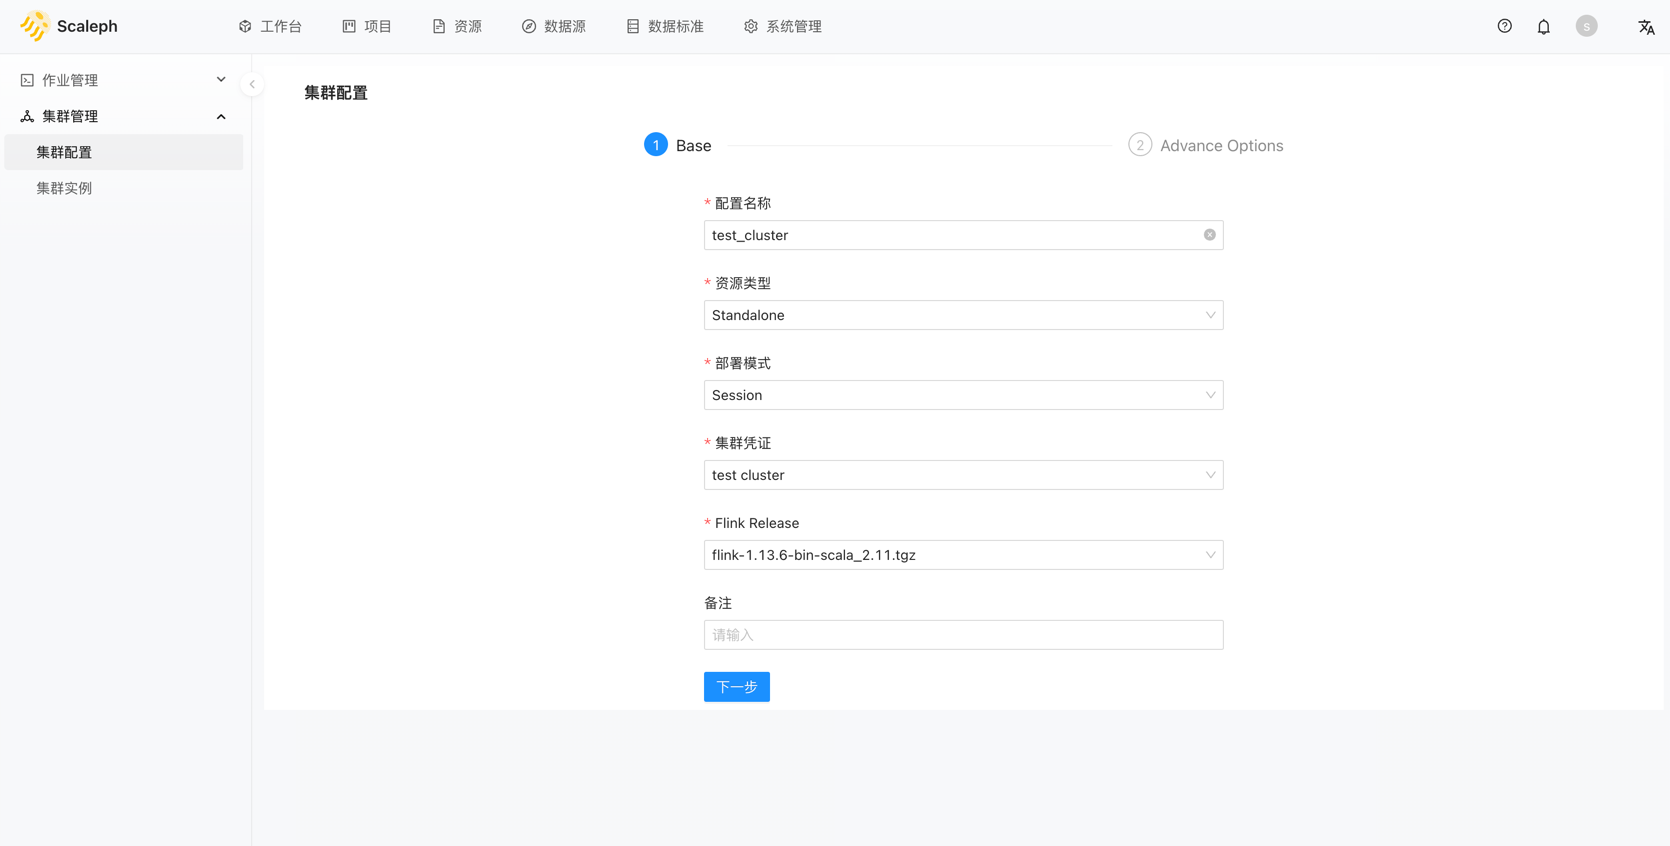 Scaleph 工作台 项目 资源 数据源 数据标准 系统管理 S
作业管理
集群管理
集群配置
集群实例
集群配置
1 Base 2 Advance Options
* 配置名称
test_cluster
* 资源类型
Standalone
* 部署模式
Session
* 集群凭证
test cluster
* Flink Release
flink-1.13.6-bin-scala_2.11.tgz
备注
请输入
下一步